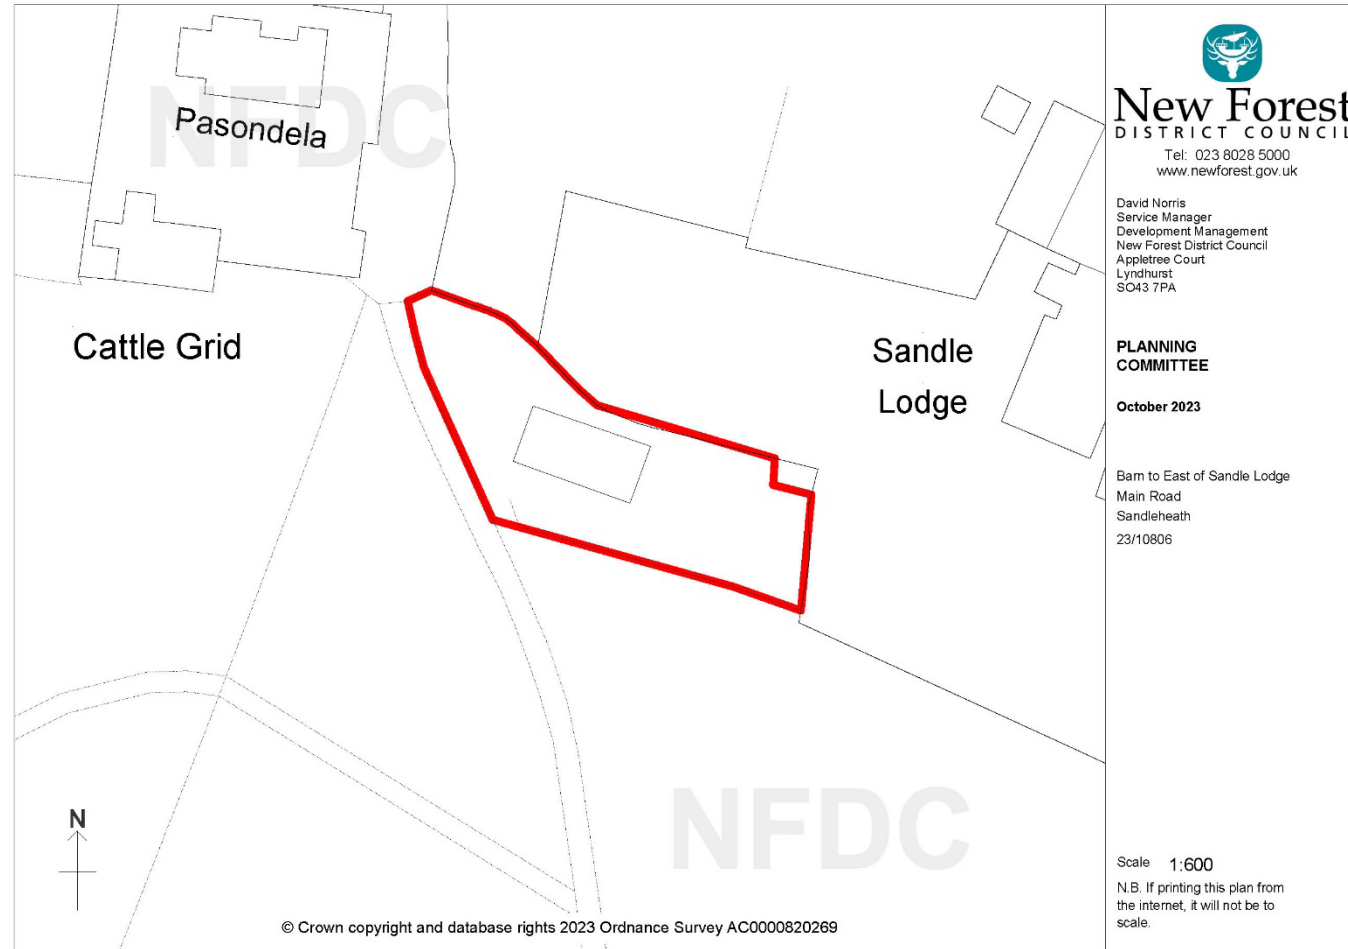 NFDC
Pasondela
Cattle Grid
Sandle
Lodge
NFDC
N
© Crown copyright and database rights 2023 Ordnance Survey AC0000820269
New Forest
DISTRICT COUNCIL
Tel: 023 8028 5000
www.newforest.gov.uk
David Norris
Service Manager
Development Management
New Forest District Council
Appletree Court
Lyndhurst
SO43 7PA
PLANNING
COMMITTEE
October 2023
Barn to East of Sandle Lodge
Main Road
Sandleheath
23/10806
Scale 1:600
N.B. If printing this plan from
the internet, it will not be to
scale.